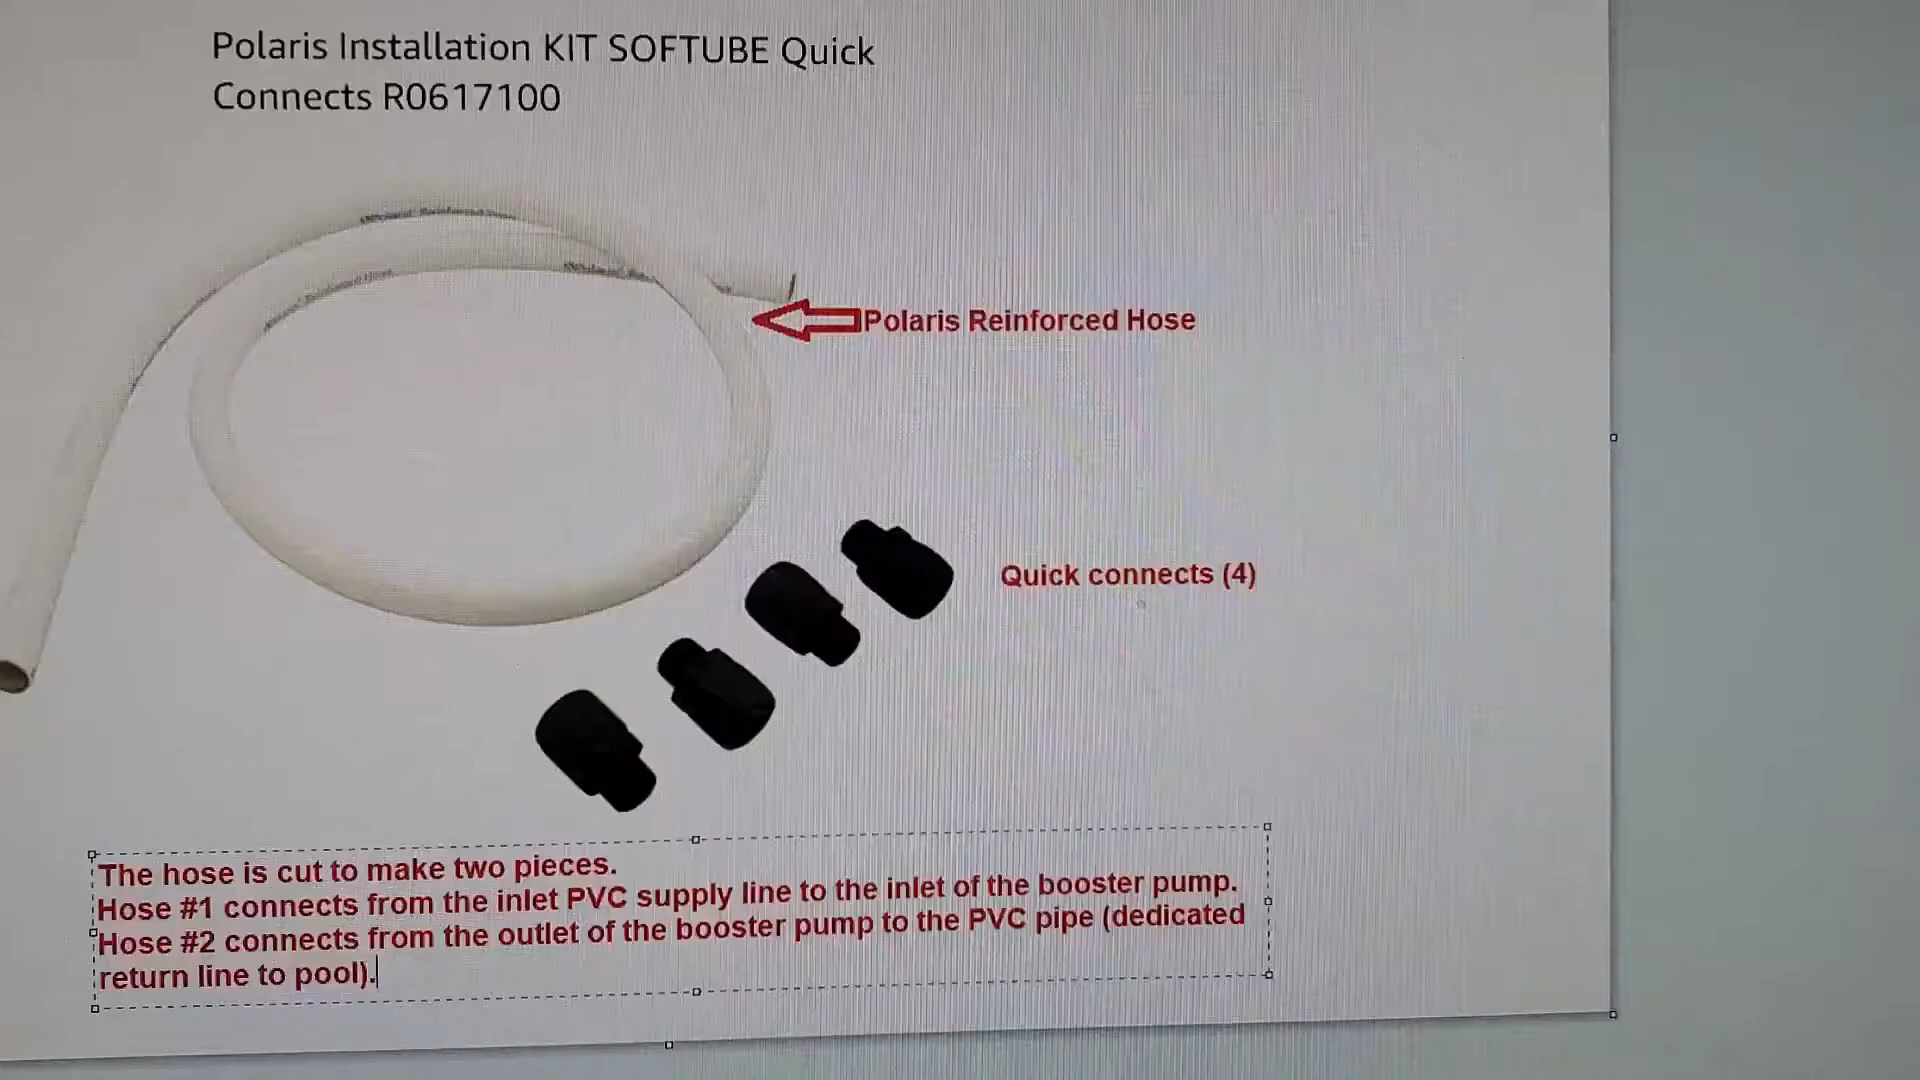 Polaris Installation KIT SOFTUBE Quick
Connects R0617100
Polaris Reinforced Hose
Quick connects (4)
The hose is cut to make two pieces.
Hose #1 connects from the inlet PVC supply line to the inlet of the booster pump.
Hose #2 connects from the outlet of the booster pump to the PVC pipe (dedicated
return line to pool).